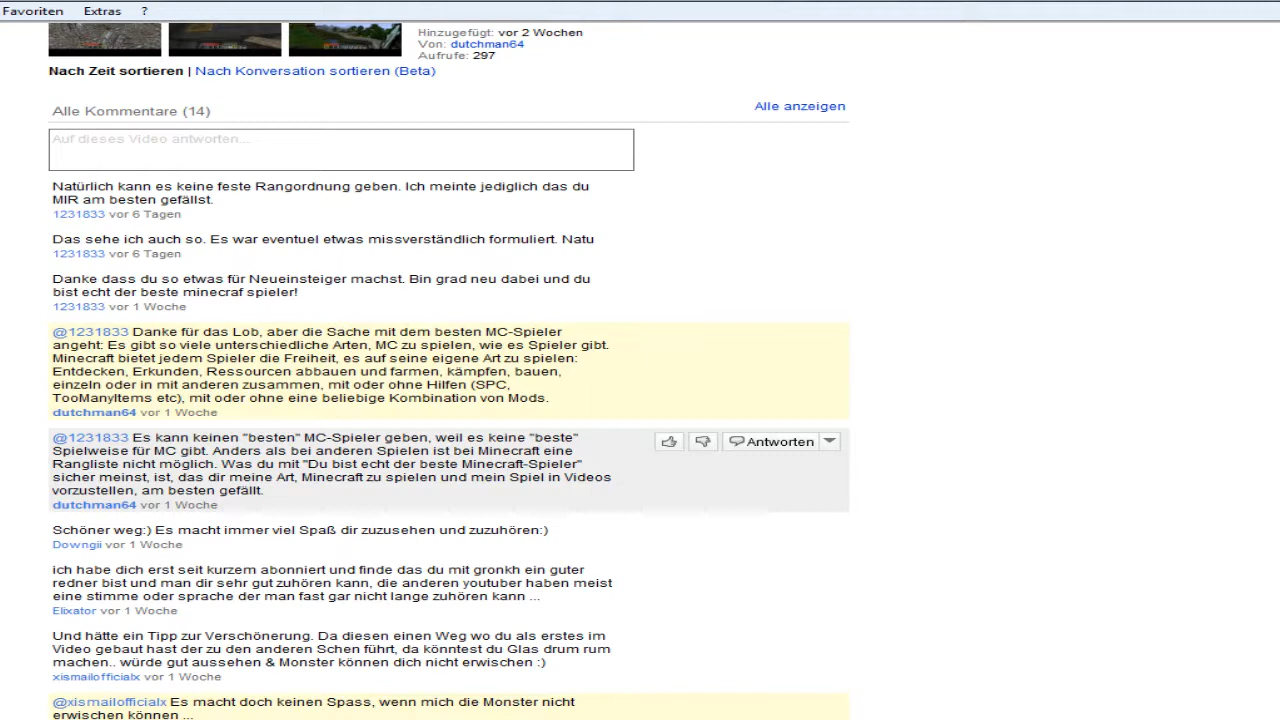 Favoriten Extras ?
Hinzugefügt: vor 2 Wochen
Von: dutchman64
Aufrufe: 297
Nach Zeit sortieren | Nach Konversation sortieren (Beta)
Alle Kommentare (14)
Alle anzeigen
Auf dieses Video antworten...
Natürlich kann es keine feste Rangordnung geben. Ich meinte jediglich das du
MIR am besten gefällst.
1231833 vor 6 Tagen
Das sehe ich auch so. Es war eventuel etwas missverständlich formuliert. Natu
1231833 vor 6 Tagen
Danke dass du so etwas für Neueinsteiger machst. Bin grad neu dabei und du
bist echt der beste minecraf spieler!
1231833 vor 1 Woche
@1231833 Danke für das Lob, aber die Sache mit dem besten MC-Spieler
angeht: Es gibt so viele unterschiedliche Arten, MC zu spielen, wie es Spieler gibt.
Minecraft bietet jedem Spieler die Freiheit, es auf seine eigene Art zu spielen:
Entdecken, Erkunden, Ressourcen abbauen und farmen, kämpfen, bauen,
einzeln oder in mit anderen zusammen, mit oder ohne Hilfen (SPC,
TooManyItems etc), mit oder ohne eine beliebige Kombination von Mods.
dutchman64 vor 1 Woche
@1231833 Es kann keinen "besten" MC-Spieler geben, weil es keine "beste"
Spielweise für MC gibt. Anders als bei anderen Spielen ist bei Minecraft eine
Rangliste nicht möglich. Was du mit "Du bist echt der beste Minecraft-Spieler"
sicher meinst, ist, das dir meine Art, Minecraft zu spielen und mein Spiel in Videos
vorzustellen, am besten gefällt.
dutchman64 vor 1 Woche
Antworten
Schöner weg:) Es macht immer viel Spaß dir zuzusehen und zuzuhören:)
Downgii vor 1 Woche
ich habe dich erst seit kurzem abonniert und finde das du mit gronkh ein guter
redner bist und man dir sehr gut zuhören kann, die anderen youtuber haben meist
eine stimme oder sprache der man fast gar nicht lange zuhören kann ...
Elixator vor 1 Woche
Und hätte ein Tipp zur Verschönerung. Da diesen einen Weg wo du als erstes im
Video gebaut hast der zu den anderen Schen führt, da könntest du Glas drum rum
machen.. würde gut aussehen & Monster können dich nicht erwischen :)
xismailofficialx vor 1 Woche
@xismailofficialx Es macht doch keinen Spass, wenn mich die Monster nicht
erwischen können ...